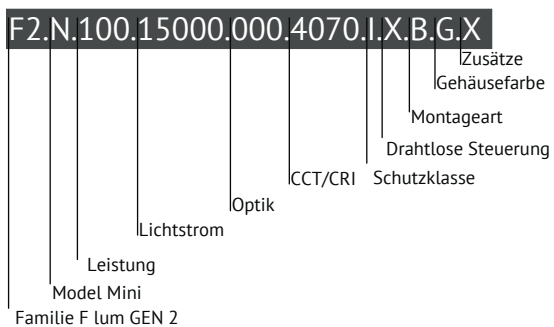 F2.N.100.15000.000.4070.I.X.B.G.X
Zusätze
Gehäusefarbe
Montageart
Drahtlose Steuerung
CCT/CRI Schutzklasse
Optik
Lichtstrom
Leistung
Model Mini
Familie F lum GEN 2